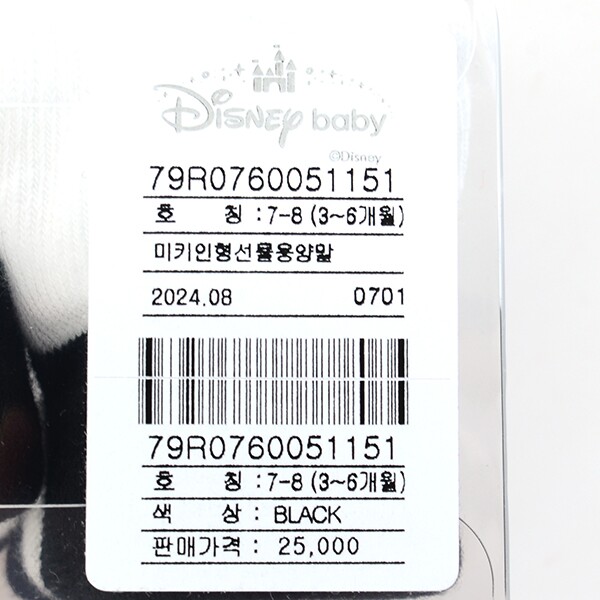 Disney baby
©Disney
79R0760051151
호 칭 : 7-8 (3~6개월)
미키인형선물용양말
2024.08 0701
79R0760051151
호 칭 : 7-8 (3~6개월)
색 상 : BLACK
판매가격 : 25,000